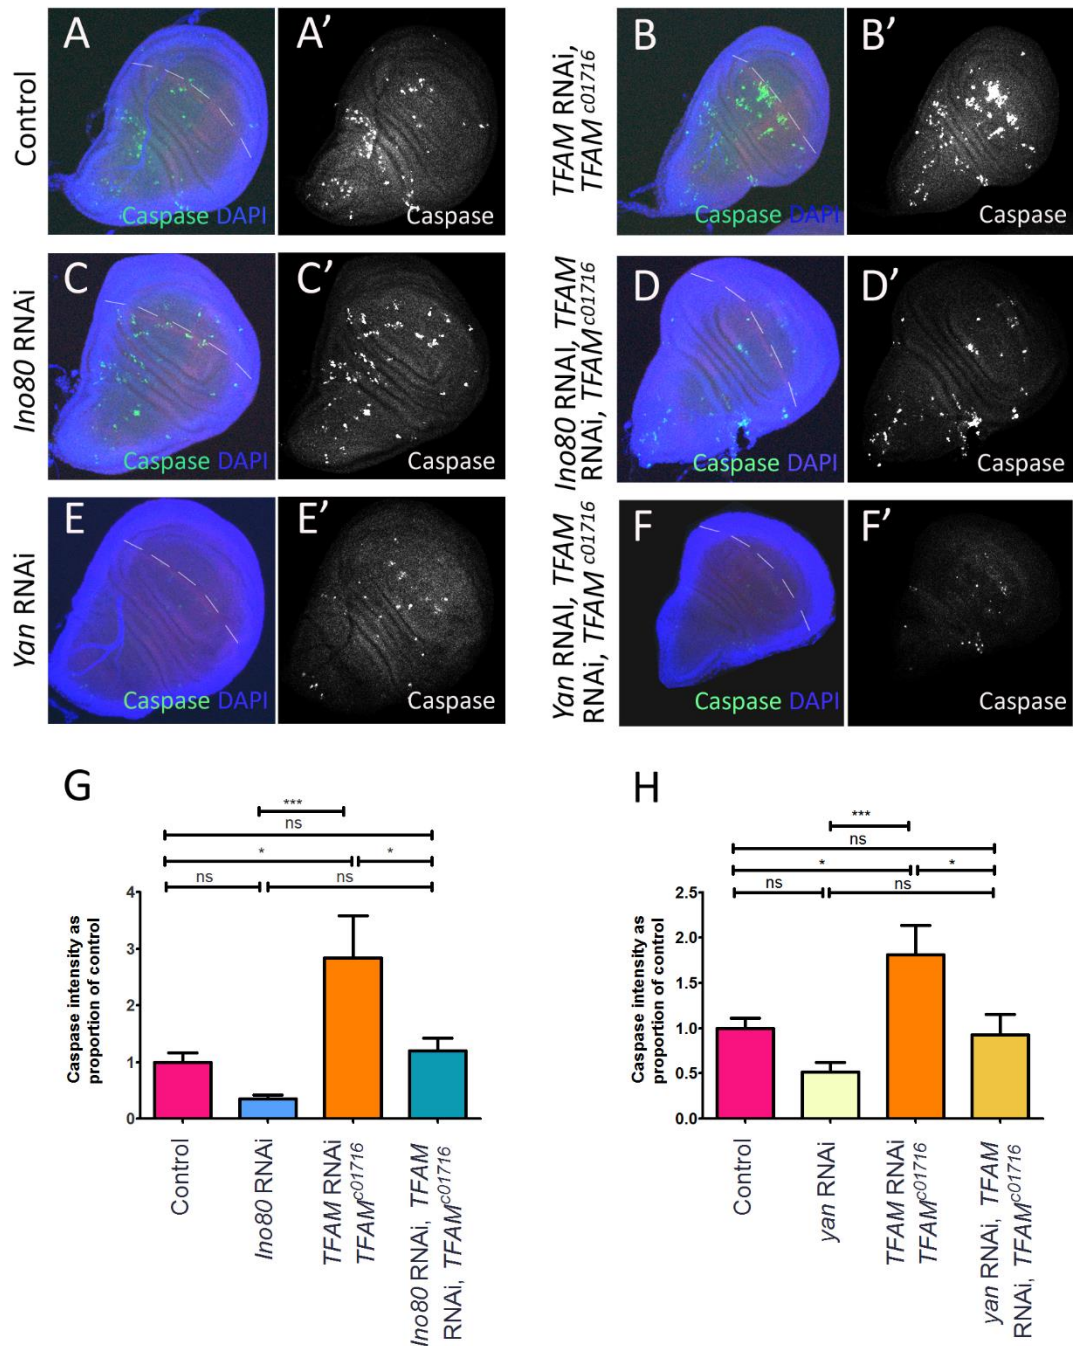 A
A’
B
B’
Control
TFAM RNAi,
TFAM c01716
Caspase DAPI
Caspase
Caspase DAPI
Caspase
C
C’
D
D’
Ino80 RNAi
Ino80 RNAi, TFAM
RNAi, TFAM c01716
Caspase DAPI
Caspase
Caspase DAPI
Caspase
E
E’
F
F’
Yan RNAi
Yan RNAi, TFAM
RNAi, TFAM c01716
Caspase DAPI
Caspase
Caspase DAPI
Caspase
G
***
ns
*
*
ns
ns
Caspase intensity as
proportion of control
4
3
2
1
0
Control
Ino80 RNAi
TFAM RNAi
TFAM c01716
Ino80 RNAi, TFAM
RNAi, TFAM c01716
H
***
ns
*
*
ns
ns
Caspase intensity as
proportion of control
2.5
2.0
1.5
1.0
0.5
0.0
Control
yan RNAi
TFAM RNAi
TFAM c01716
yan RNAi, TFAM
RNAi, TFAM c01716